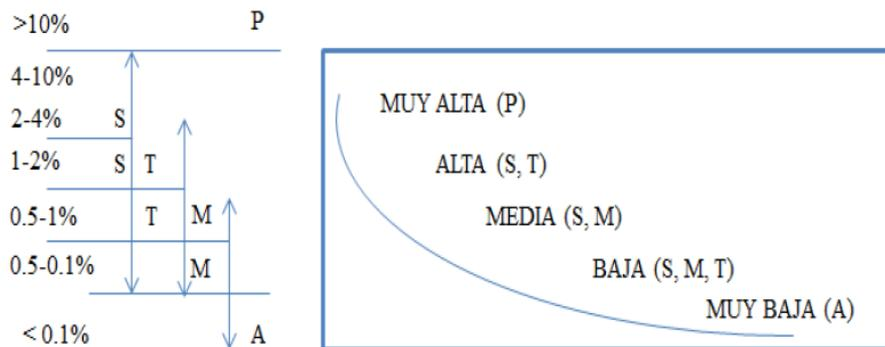 >10% P
4-10%
2-4% S
1-2% S T
0.5-1% T M
0.5-0.1% M
< 0.1% A
MUY ALTA (P)
ALTA (S, T)
MEDIA (S, M)
BAJA (S, M, T)
MUY BAJA (A)